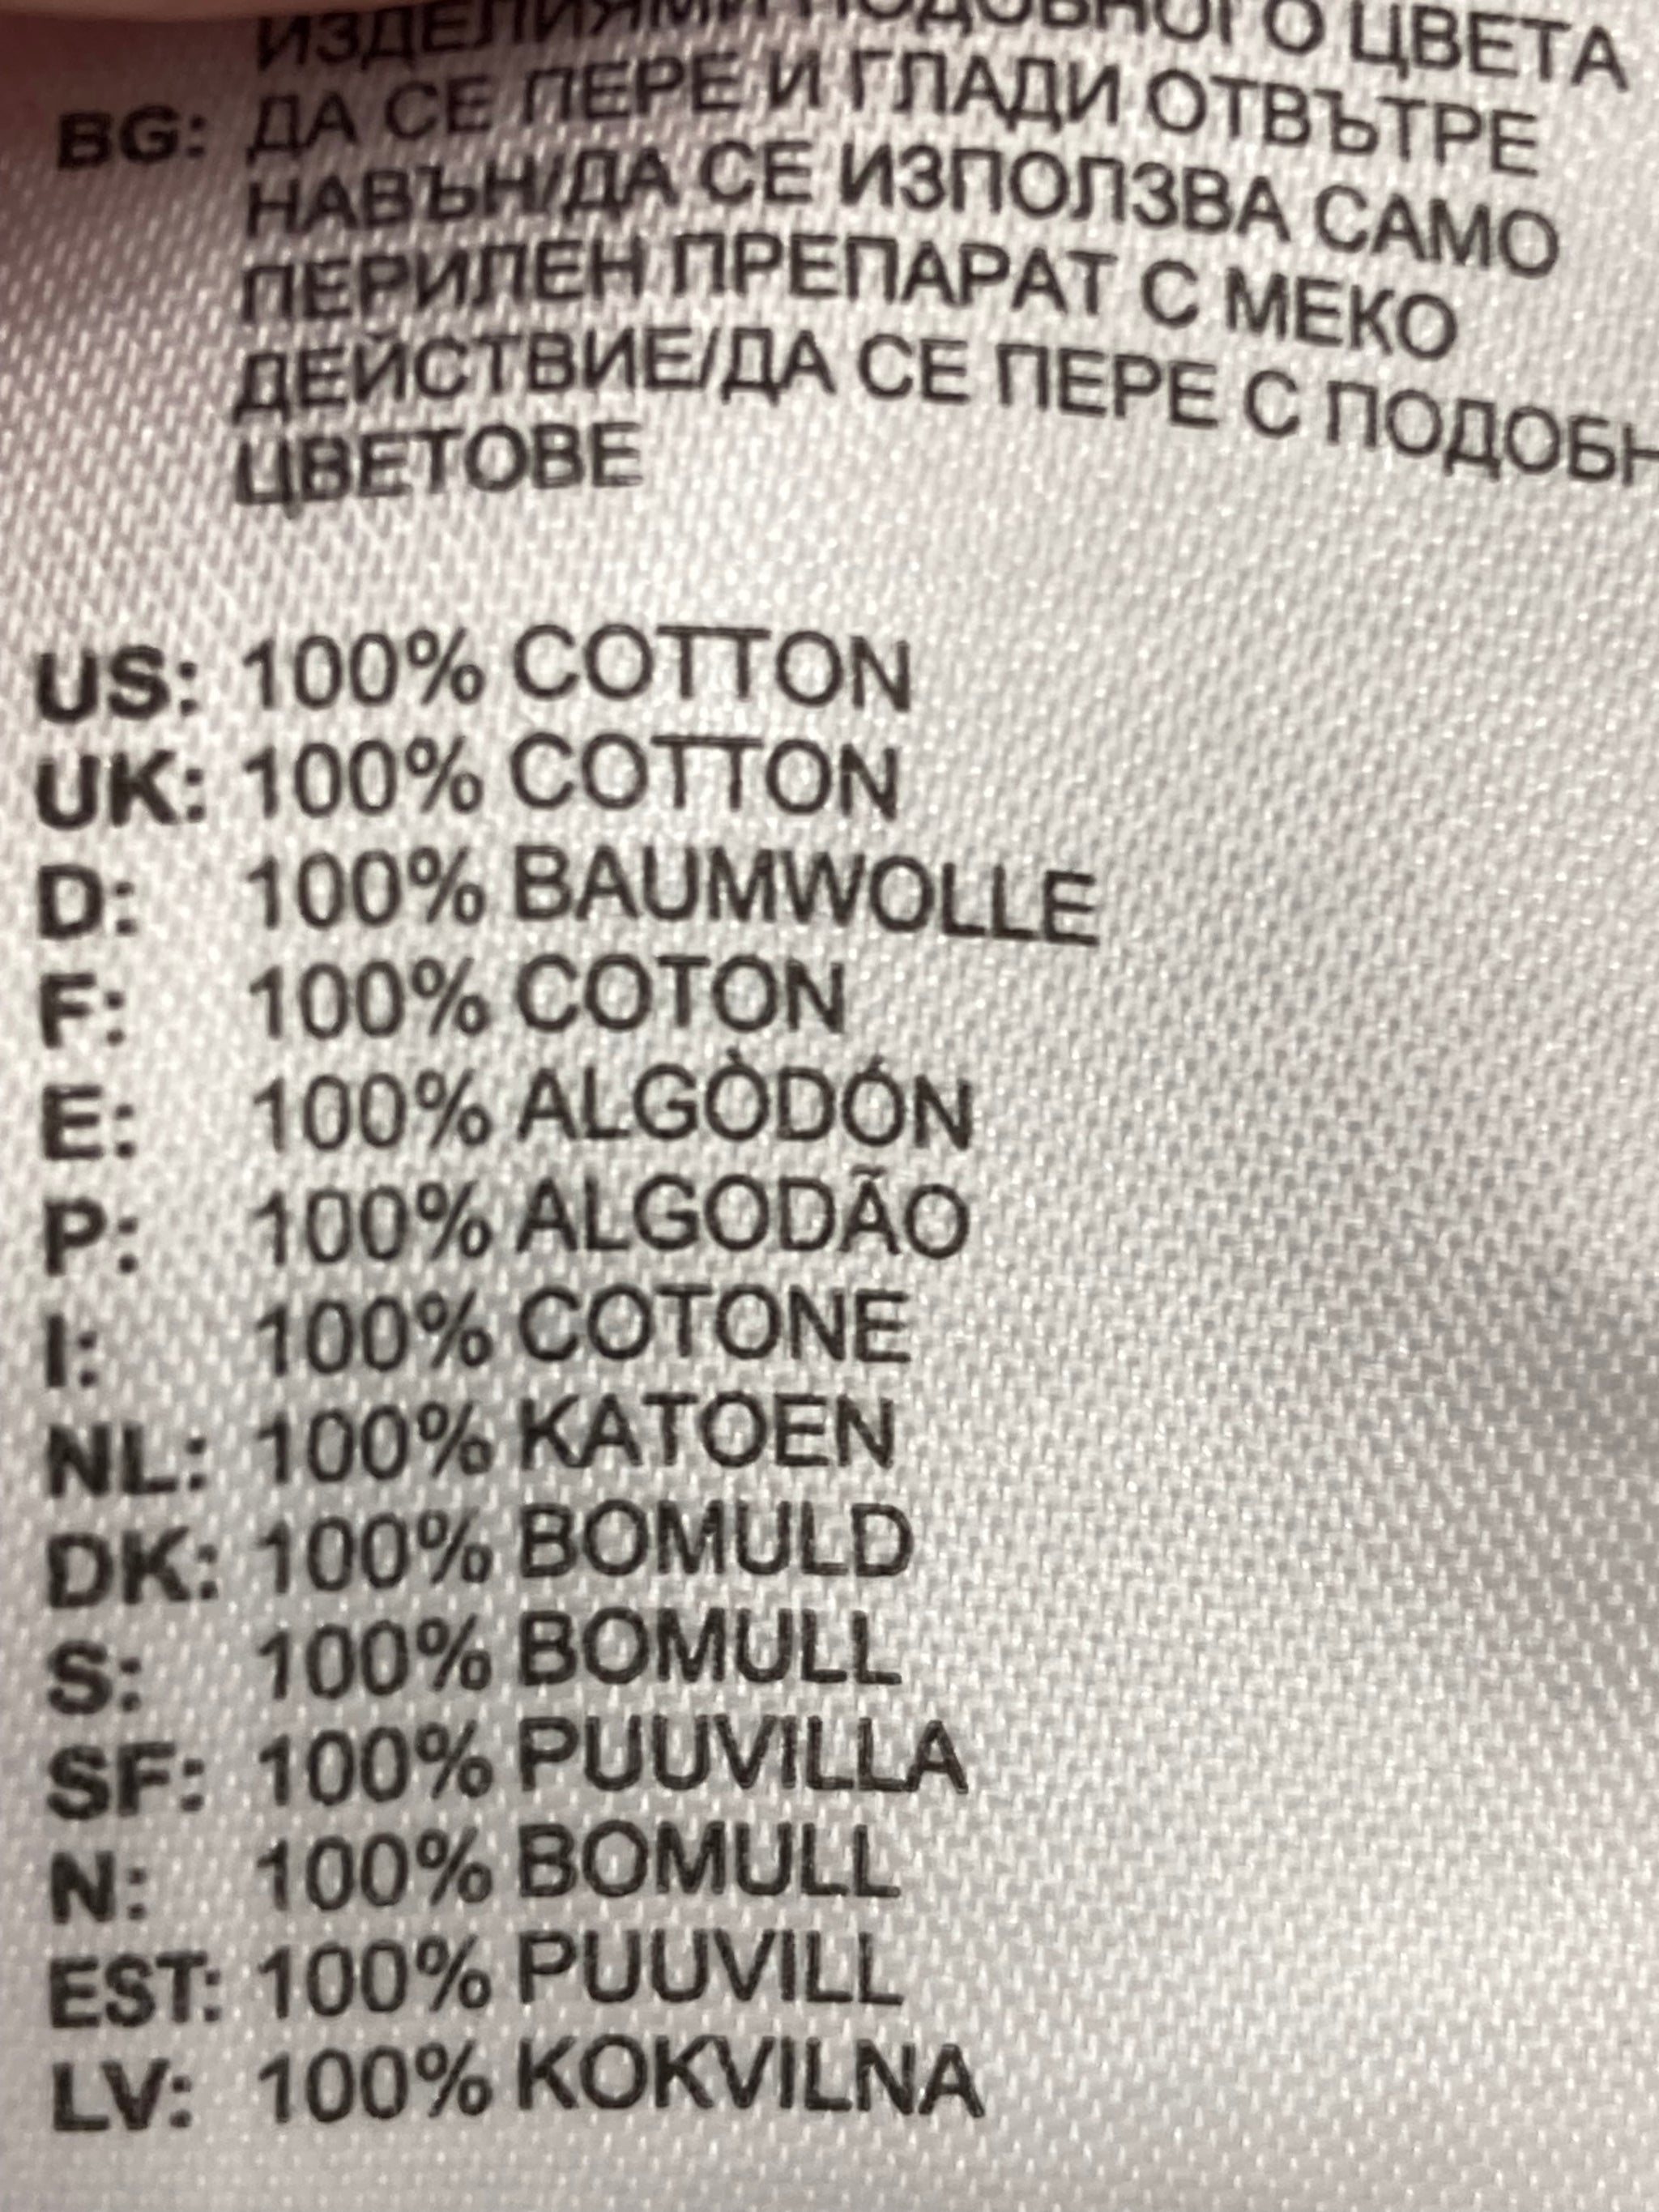 ИЗДЕЛИЯМИ ПОДОБНОГО ЦВЕТА
BG: ДА СЕ ПЕРЕ И ГЛАДИ ОТВЪТРЕ
НАВЪН/ДА СЕ ИЗПОЛЗВА САМО
ПЕРИЛЕН ПРЕПАРАТ С МЕКО
ДЕЙСТВИЕ/ДА СЕ ПЕРЕ С ПОДОБН
ЦВЕТОВЕ
US: 100% COTTON
UK: 100% COTTON
D: 100% BAUMWOLLE
F: 100% COTON
E: 100% ALGÒDÓN
P: 100% ALGODÃO
I: 100% COTONE
NL: 100% KATOEN
DK: 100% BOMULD
S: 100% BOMULL
SF: 100% PUUVILLA
N: 100% BOMULL
EST: 100% PUUVILL
LV: 100% KOKVILNA